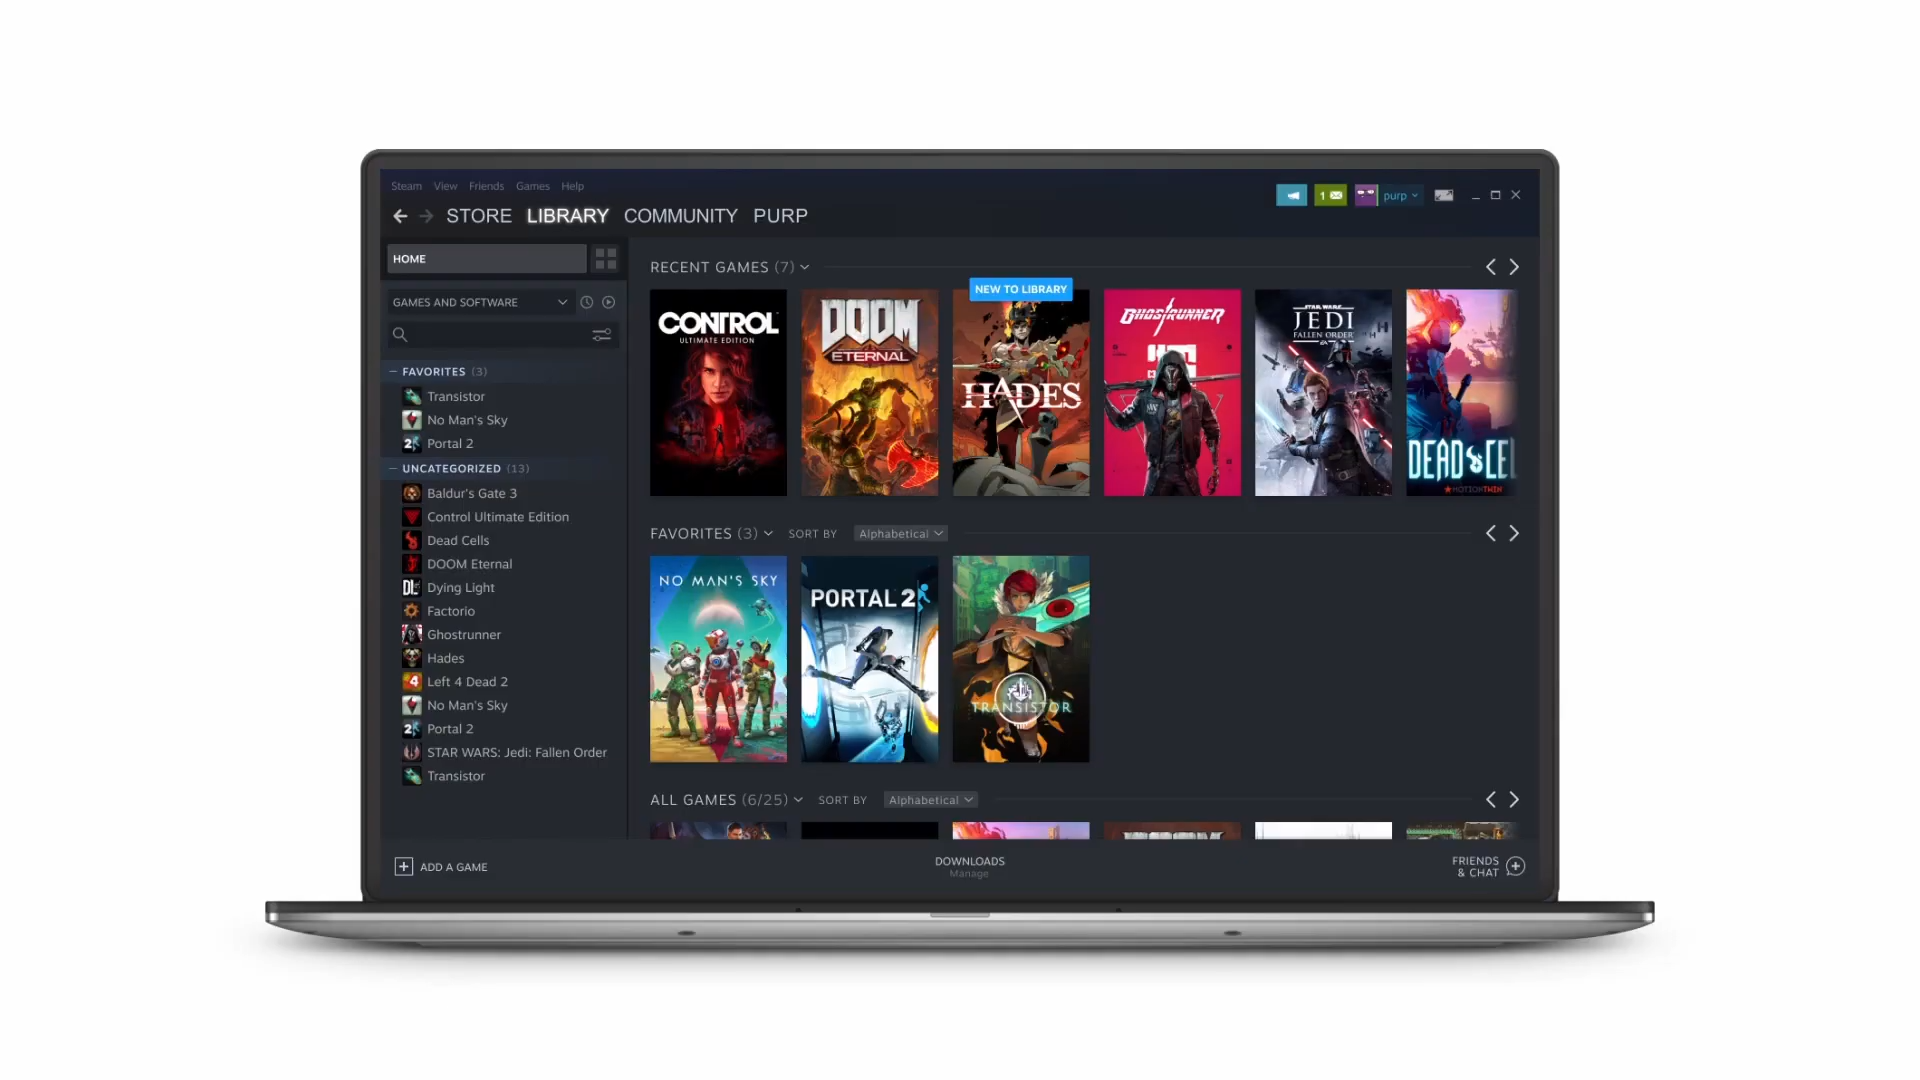 Steam View Friends Games Help
1 purp
STORE LIBRARY COMMUNITY PURP
HOME
GAMES AND SOFTWARE
FAVORITES (3)
Transistor
No Man's Sky
Portal 2
UNCATEGORIZED (13)
Baldur's Gate 3
Control Ultimate Edition
Dead Cells
DOOM Eternal
Dying Light
Factorio
Ghostrunner
Hades
Left 4 Dead 2
No Man's Sky
Portal 2
STAR WARS: Jedi: Fallen Order
Transistor
RECENT GAMES (7)
NEW TO LIBRARY
CONTROL
ULTIMATE EDITION
DOOM
ETERNAL
HADES
GHOSTRUNNER
STAR WARS
JEDI
FALLEN ORDER
DEAD CEL
MOTIONTWIN
FAVORITES (3) SORT BY Alphabetical
NO MAN'S SKY
PORTAL 2
TRANSISTOR
ALL GAMES (6/25) SORT BY Alphabetical
DOOM
ADD A GAME
DOWNLOADS
Manage
FRIENDS
& CHAT